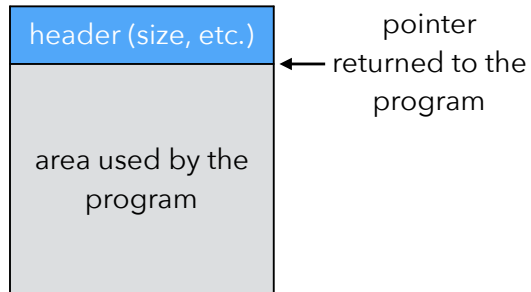 header (size, etc.)
pointer
returned to the
program
area used by the
program